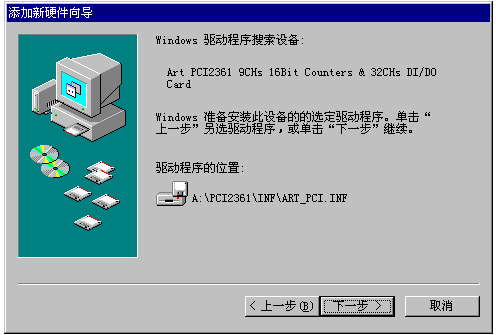 添加新硬件向导
Windows 驱动程序搜索设备:
Art PCI2361 9CHs 16Bit Counters & 32CHs DI/DO
Card
Windows 准备安装此设备的的选定驱动程序。单击“
上一步”另选驱动程序，或单击“下一步”继续。
驱动程序的位置:
A:\PCI2361\INF\ART_PCI.INF
< 上一步(B) 下一步 > 取消